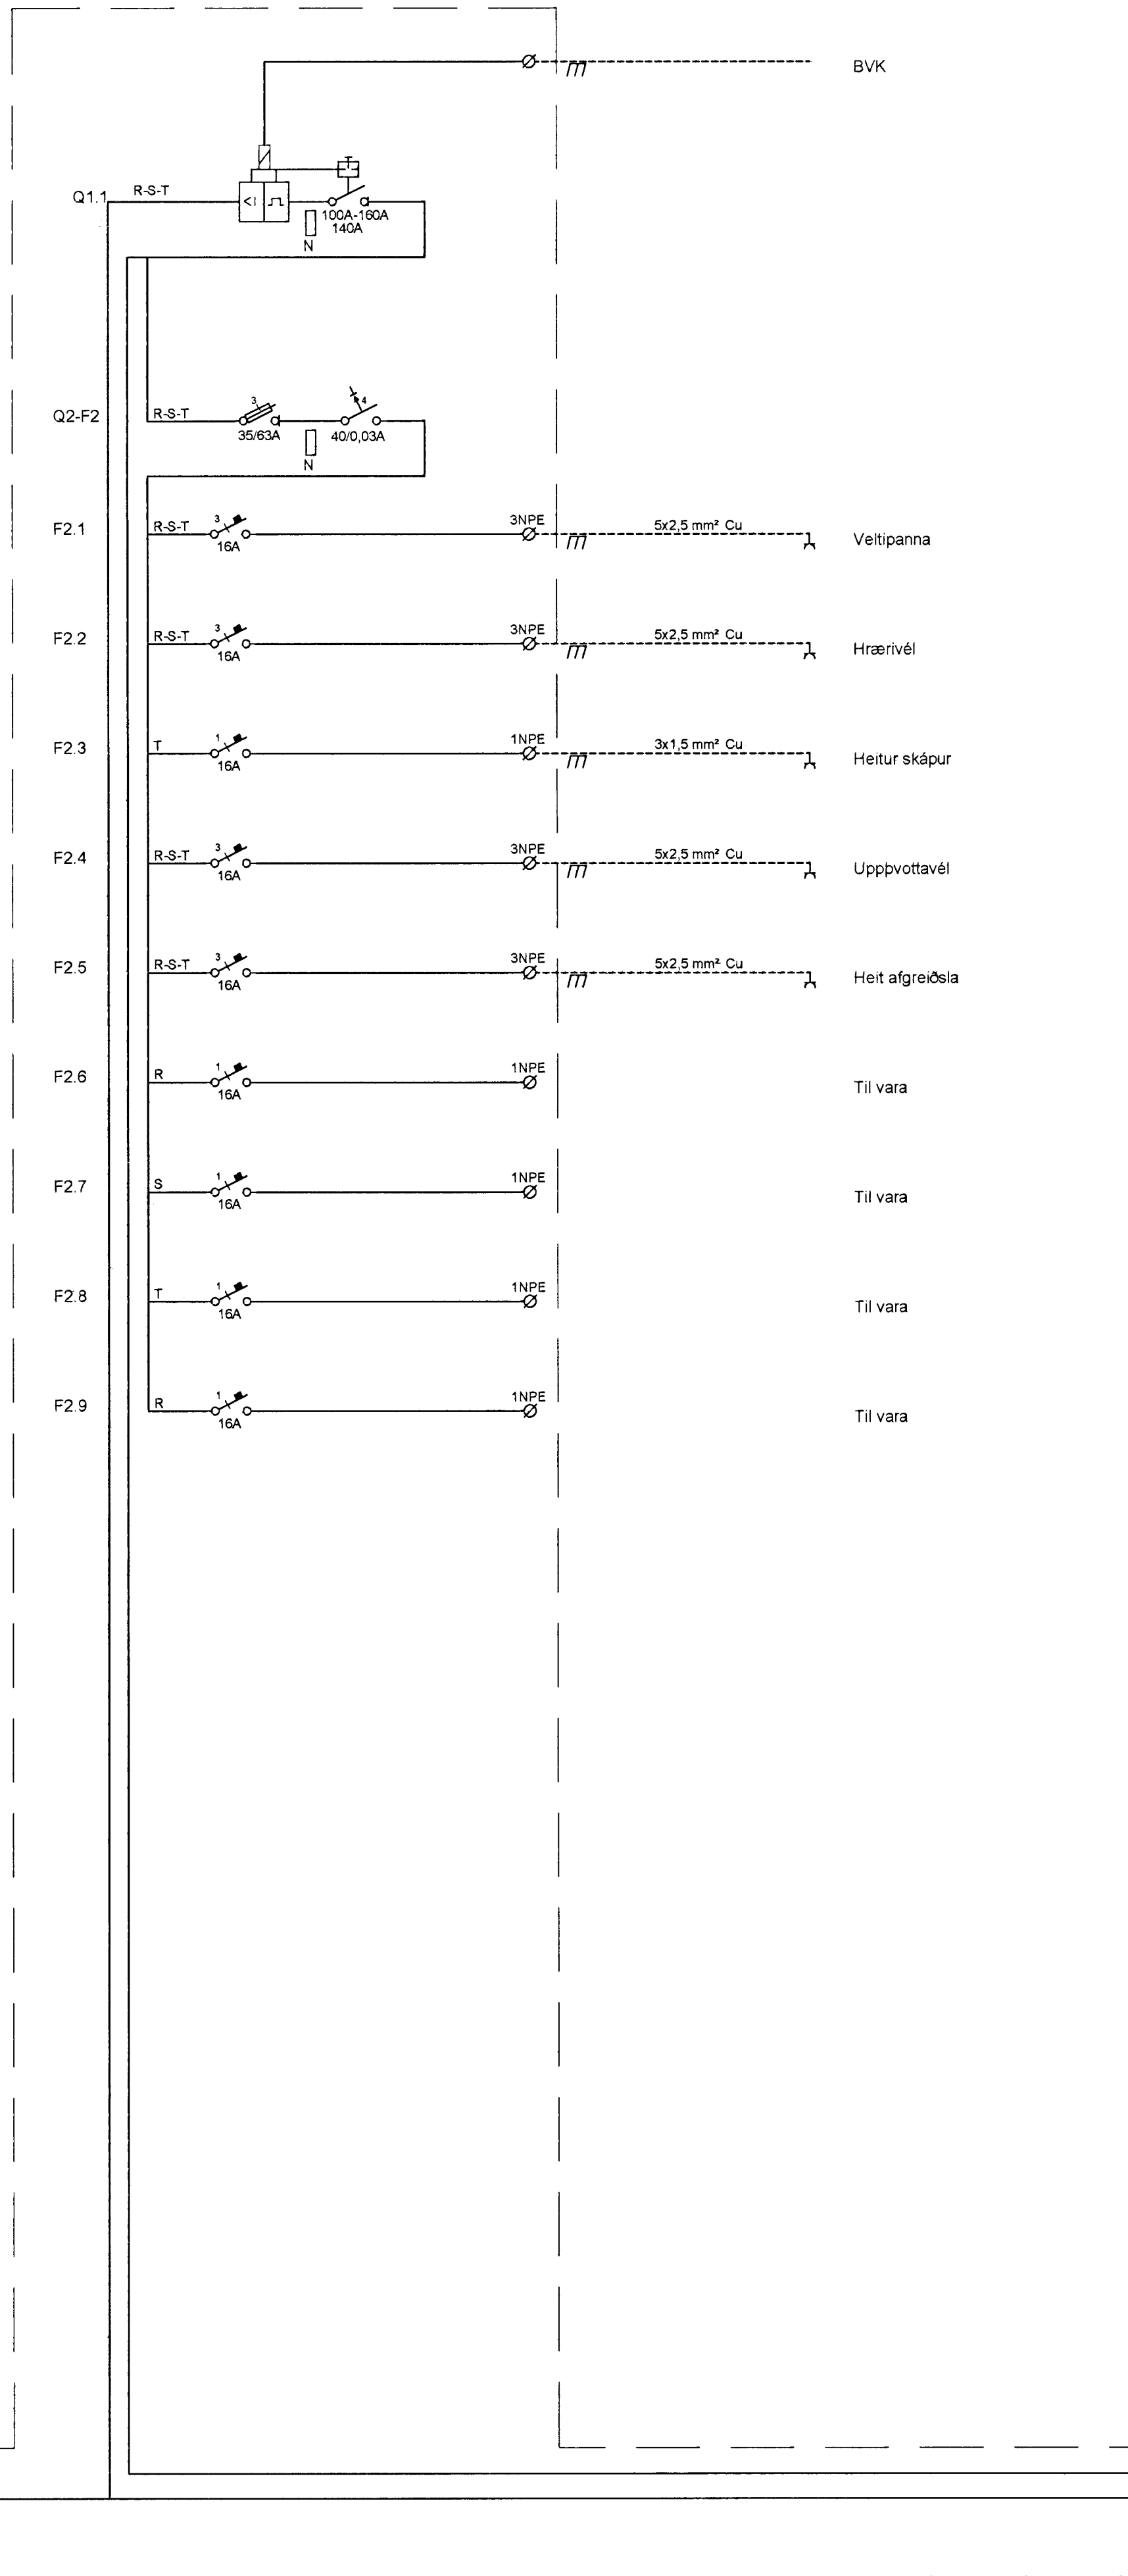 BVK
Q1.1 R-S-T <I 100A-160A
140A
N
Q2-F2 R-S-T 3 35/63A 4 40/0,03A
N
F2.1 R-S-T 3 16A 3NPE 5x2,5 mm² Cu Veltipanna
F2.2 R-S-T 3 16A 3NPE 5x2,5 mm² Cu Hrærivél
F2.3 T 1 16A 1NPE 3x1,5 mm² Cu Heitur skápur
F2.4 R-S-T 3 16A 3NPE 5x2,5 mm² Cu Uppþvottavél
F2.5 R-S-T 3 16A 3NPE 5x2,5 mm² Cu Heit afgreiðsla
F2.6 R 1 16A 1NPE Til vara
F2.7 S 1 16A 1NPE Til vara
F2.8 T 1 16A 1NPE Til vara
F2.9 R 1 16A 1NPE Til vara